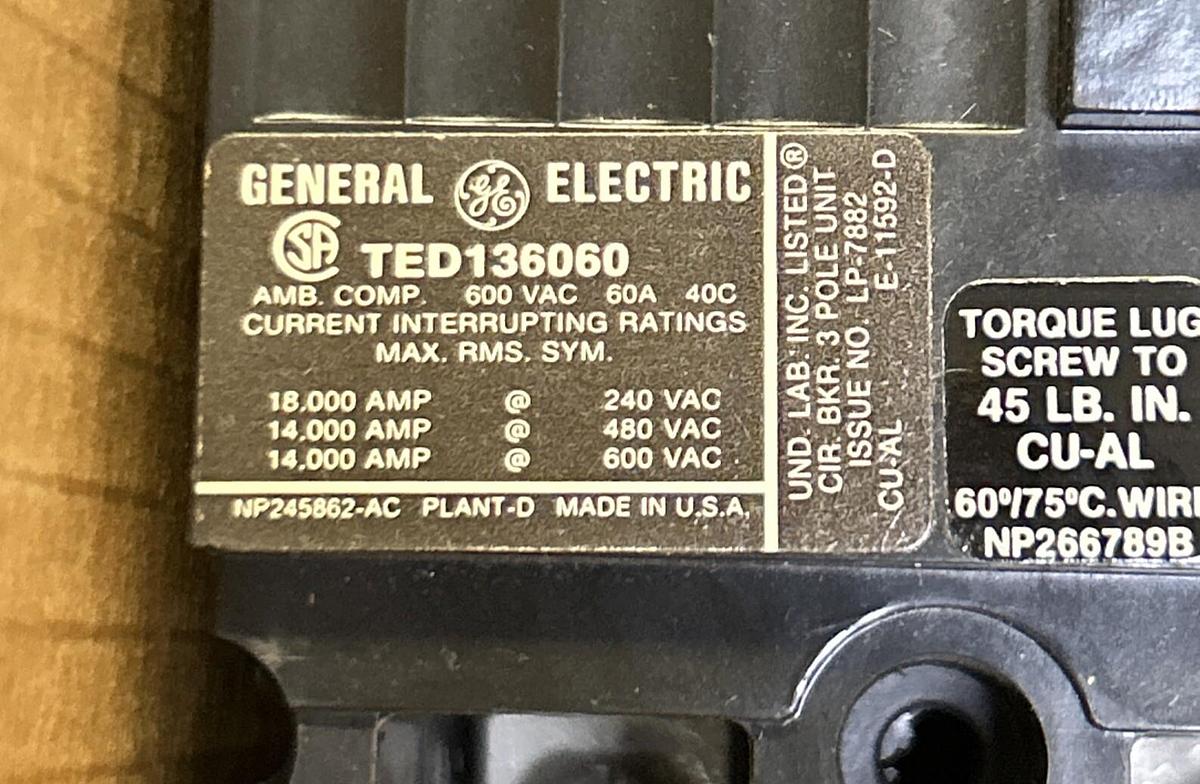 GENERAL GE ELECTRIC
SA TED136060
AMB. COMP. 600 VAC 60A 40C
CURRENT INTERRUPTING RATINGS
MAX. RMS. SYM.
18.000 AMP @ 240 VAC
14.000 AMP @ 480 VAC
14.000 AMP @ 600 VAC
NP245862-AC PLANT-D MADE IN U.S.A.
UND. LAB. INC. LISTED®
CIR. BKR. 3 POLE UNIT
ISSUE NO. LP-7882
CU-AL E-11592-D
TORQUE LUG
SCREW TO
45 LB. IN.
CU-AL
60°/75°C. WIR
NP266789B